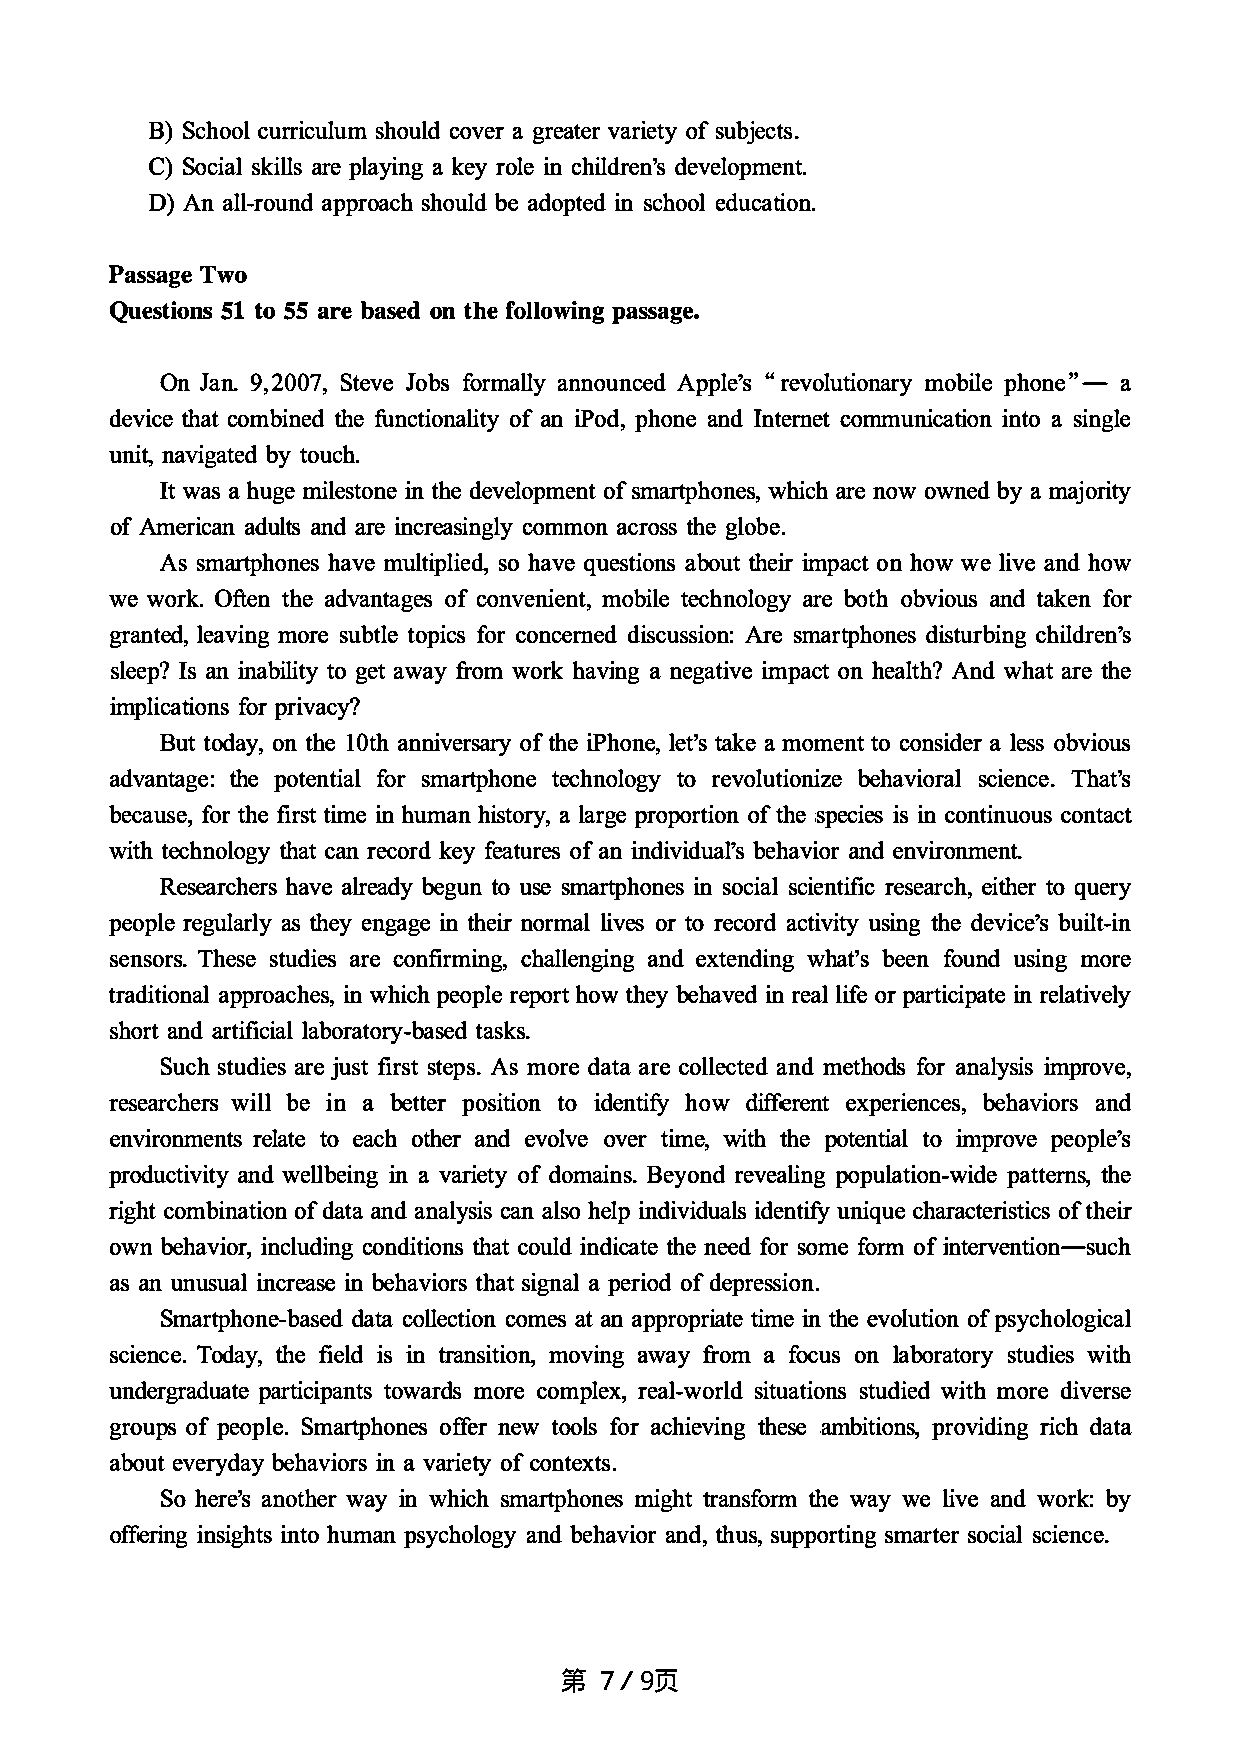 B) School curriculum should cover a greater variety of subjects.
C) Social skills are playing a key role in children’s development.
D) An all-round approach should be adopted in school education.
Passage Two
Questions 51 to 55 are based on the following passage.
On Jan. 9,2007, Steve Jobs formally announced Apple’s “revolutionary mobile phone”— a
device that combined the functionality of an iPod, phone and Internet communication into a single
unit, navigated by touch.
It was a huge milestone in the development of smartphones, which are now owned by a majority
of American adults and are increasingly common across the globe.
As smartphones have multiplied, so have questions about their impact on how we live and how
we work. Often the advantages of convenient, mobile technology are both obvious and taken for
granted, leaving more subtle topics for concerned discussion: Are smartphones disturbing children’s
sleep? Is an inability to get away from work having a negative impact on health? And what are the
implications for privacy?
But today, on the 10th anniversary of the iPhone, let’s take a moment to consider a less obvious
advantage: the potential for smartphone technology to revolutionize behavioral science. That’s
because, for the first time in human history, a large proportion of the species is in continuous contact
with technology that can record key features of an individual’s behavior and environment.
Researchers have already begun to use smartphones in social scientific research, either to query
people regularly as they engage in their normal lives or to record activity using the device’s built-in
sensors. These studies are confirming, challenging and extending what’s been found using more
traditional approaches, in which people report how they behaved in real life or participate in relatively
short and artificial laboratory-based tasks.
Such studies are just first steps. As more data are collected and methods for analysis improve,
researchers will be in a better position to identify how different experiences, behaviors and
environments relate to each other and evolve over time, with the potential to improve people’s
productivity and wellbeing in a variety of domains. Beyond revealing population-wide patterns, the
right combination of data and analysis can also help individuals identify unique characteristics of their
own behavior, including conditions that could indicate the need for some form of intervention—such
as an unusual increase in behaviors that signal a period of depression.
Smartphone-based data collection comes at an appropriate time in the evolution of psychological
science. Today, the field is in transition, moving away from a focus on laboratory studies with
undergraduate participants towards more complex, real-world situations studied with more diverse
groups of people. Smartphones offer new tools for achieving these ambitions, providing rich data
about everyday behaviors in a variety of contexts.
So here’s another way in which smartphones might transform the way we live and work: by
offering insights into human psychology and behavior and, thus, supporting smarter social science.
第 7 / 9页